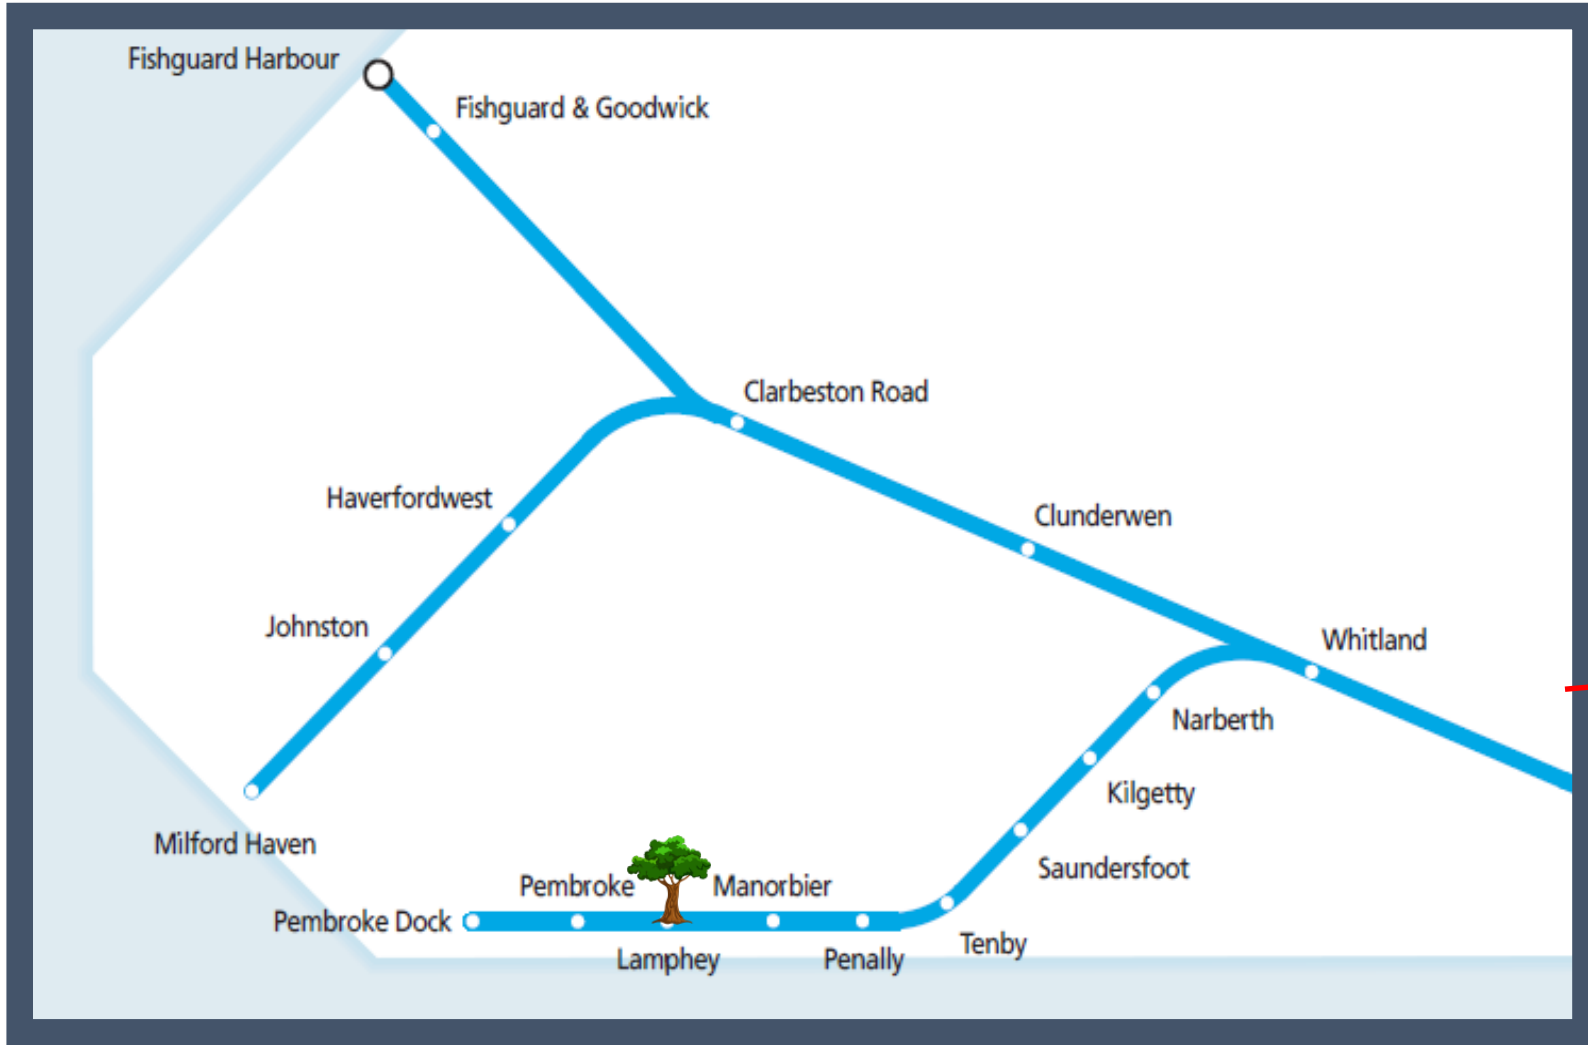 Fishguard Harbour
Fishguard & Goodwick
Clarbeston Road
Haverfordwest
Clunderwen
Johnston
Whitland
Narberth
Kilgetty
Milford Haven
Saundersfoot
Pembroke
Manorbier
Pembroke Dock
Tenby
Lamphey
Penally